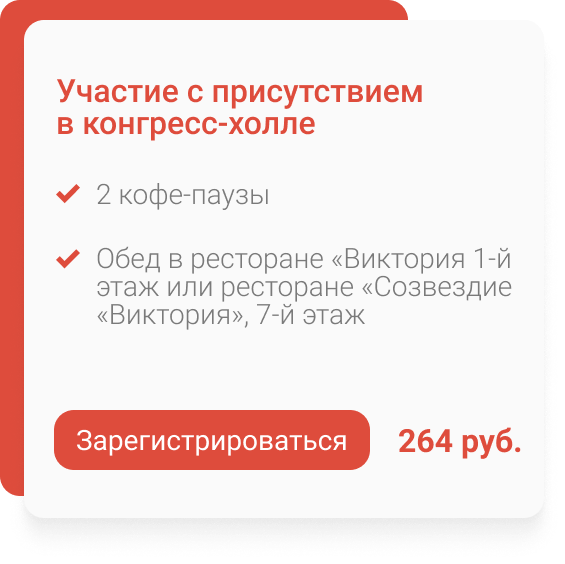 Участие с присутствием
в конгресс-холле
2 кофе-паузы
Обед в ресторане «Виктория 1-й
этаж или ресторане «Созвездие
«Виктория», 7-й этаж
Зарегистрироваться 264 руб.